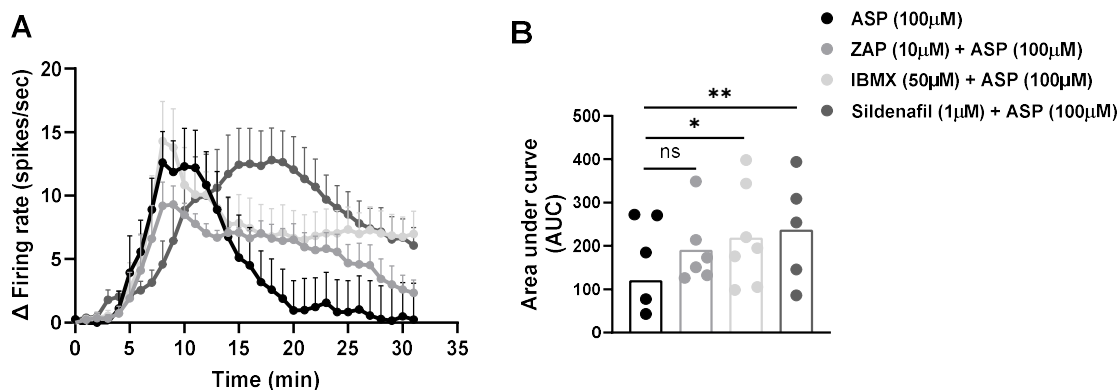 A
Δ Firing rate (spikes/sec)
20
15
10
5
0
0 5 10 15 20 25 30 35
Time (min)
B
Area under curve
(AUC)
500
400
300
200
100
0
**
*
ns
ASP (100μM)
ZAP (10μM) + ASP (100μM)
IBMX (50μM) + ASP (100μM)
Sildenafil (1μM) + ASP (100μM)